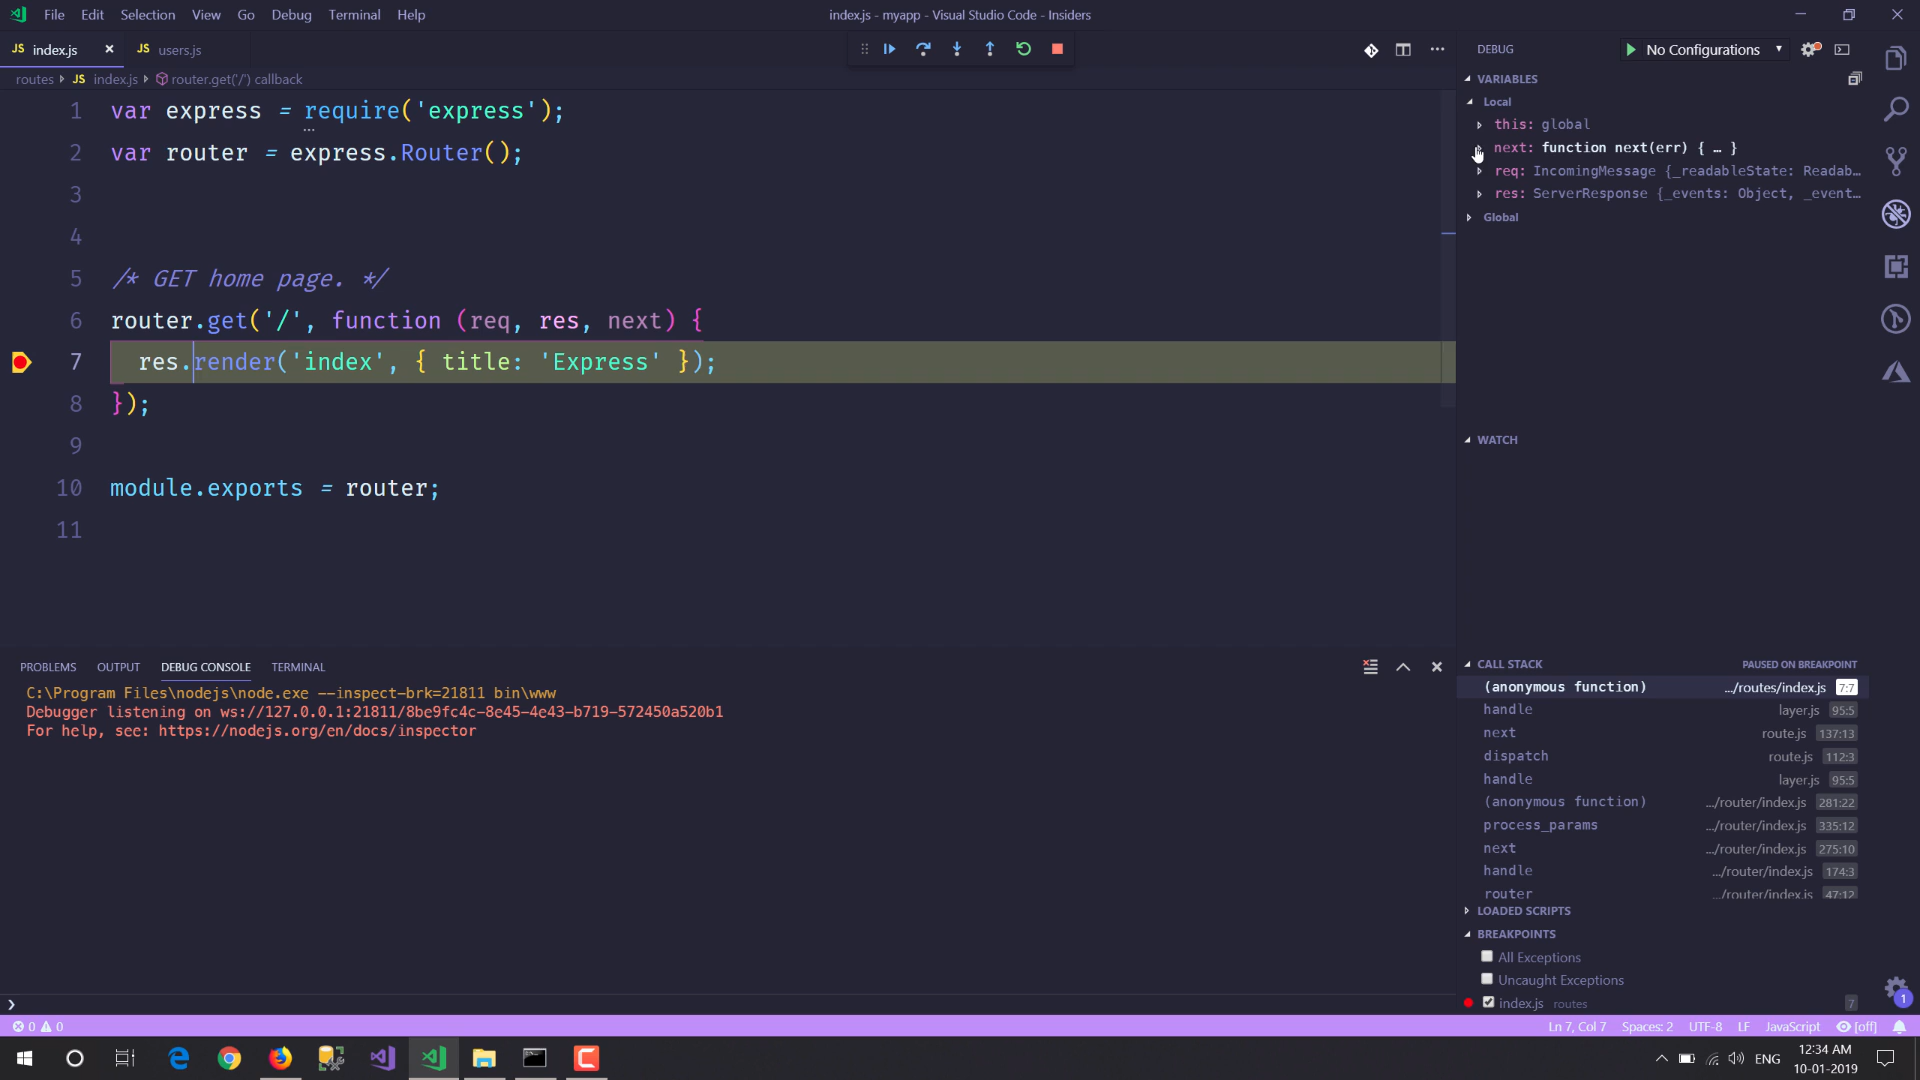 File Edit Selection View Go Debug Terminal Help
index.js - myapp - Visual Studio Code - Insiders
JS index.js × JS users.js
routes JS index.js router.get('/') callback
1 var express = require('express');
2 var router = express.Router();
3
4
5 /* GET home page. */
6 router.get('/', function (req, res, next) {
7 res.render('index', { title: 'Express' });
8 });
9
10 module.exports = router;
11
DEBUG No Configurations
VARIABLES
Local
this: global
next: function next(err) { … }
req: IncomingMessage {_readableState: Readab…
res: ServerResponse {_events: Object, _event…
Global
WATCH
CALL STACK PAUSED ON BREAKPOINT
(anonymous function) .../routes/index.js 7:7
handle layer.js 95:5
next route.js 137:13
dispatch route.js 112:3
handle layer.js 95:5
(anonymous function) .../router/index.js 281:22
process_params .../router/index.js 335:12
next .../router/index.js 275:10
handle .../router/index.js 174:3
router .../router/index.js 47:12
LOADED SCRIPTS
BREAKPOINTS
All Exceptions
Uncaught Exceptions
index.js routes 7
PROBLEMS OUTPUT DEBUG CONSOLE TERMINAL
C:\Program Files\nodejs\node.exe --inspect-brk=21811 bin\www
Debugger listening on ws://127.0.0.1:21811/8be9fc4c-8e45-4e43-b719-572450a520b1
For help, see: https://nodejs.org/en/docs/inspector
1
0 0
Ln 7, Col 7 Spaces: 2 UTF-8 LF JavaScript [off]
ENG
12:34 AM
10-01-2019